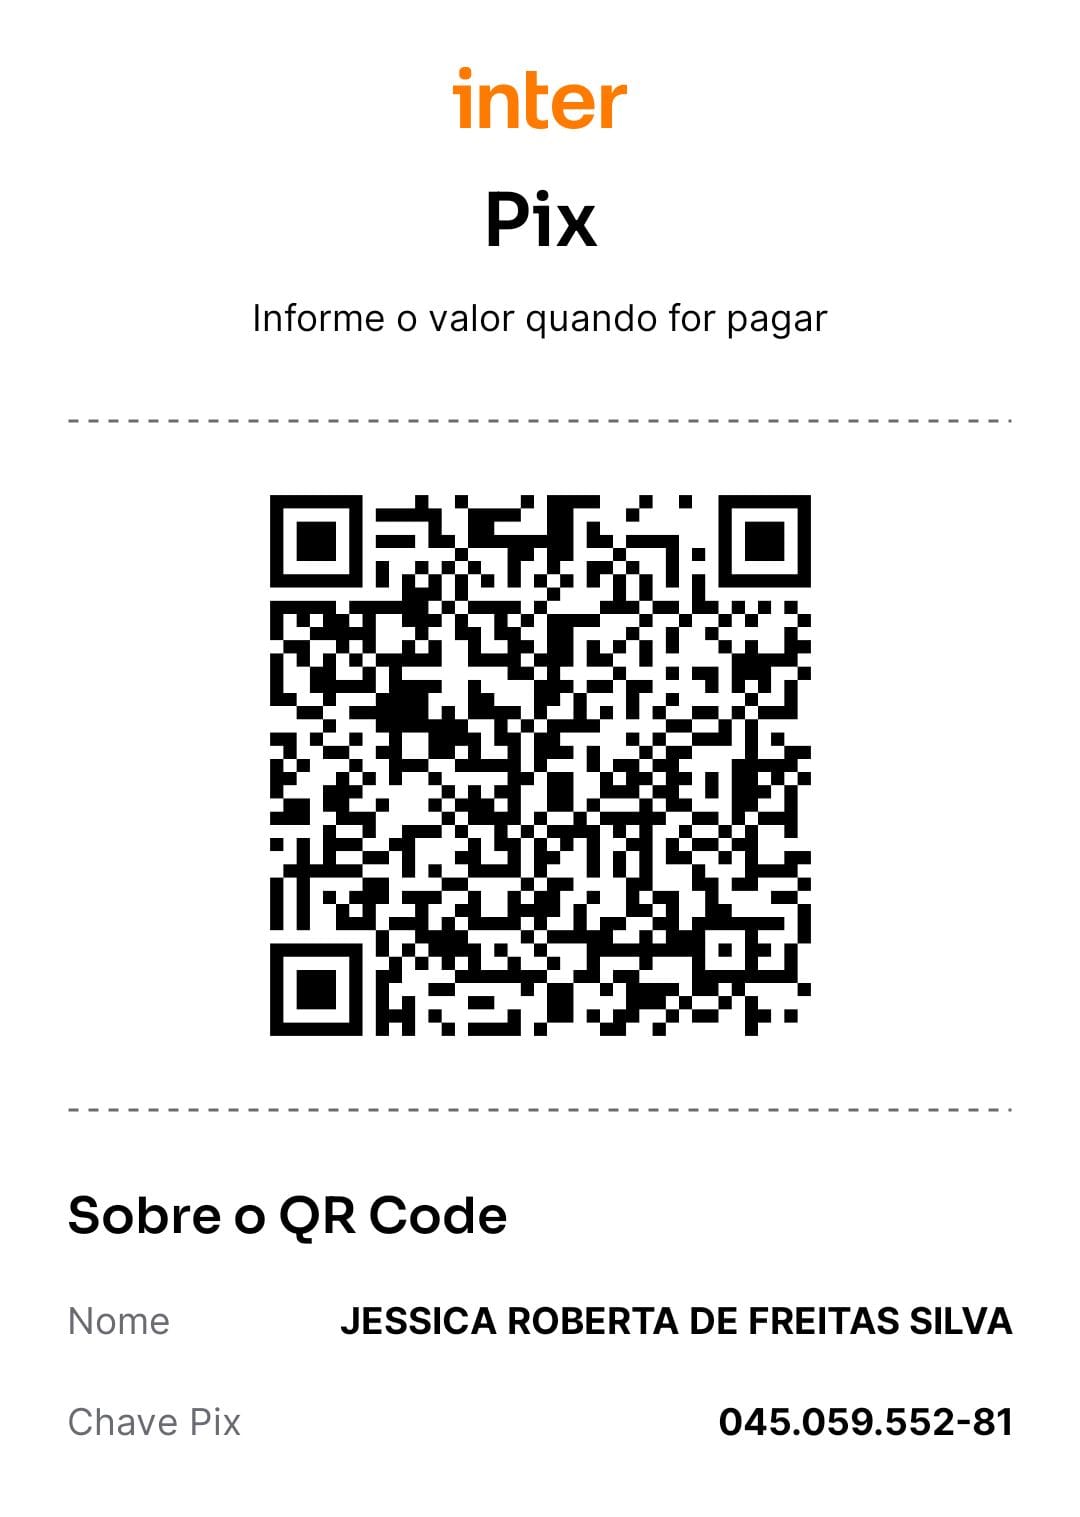 inter
Pix
Informe o valor quando for pagar
Sobre o QR Code
Nome JESSICA ROBERTA DE FREITAS SILVA
Chave Pix 045.059.552-81